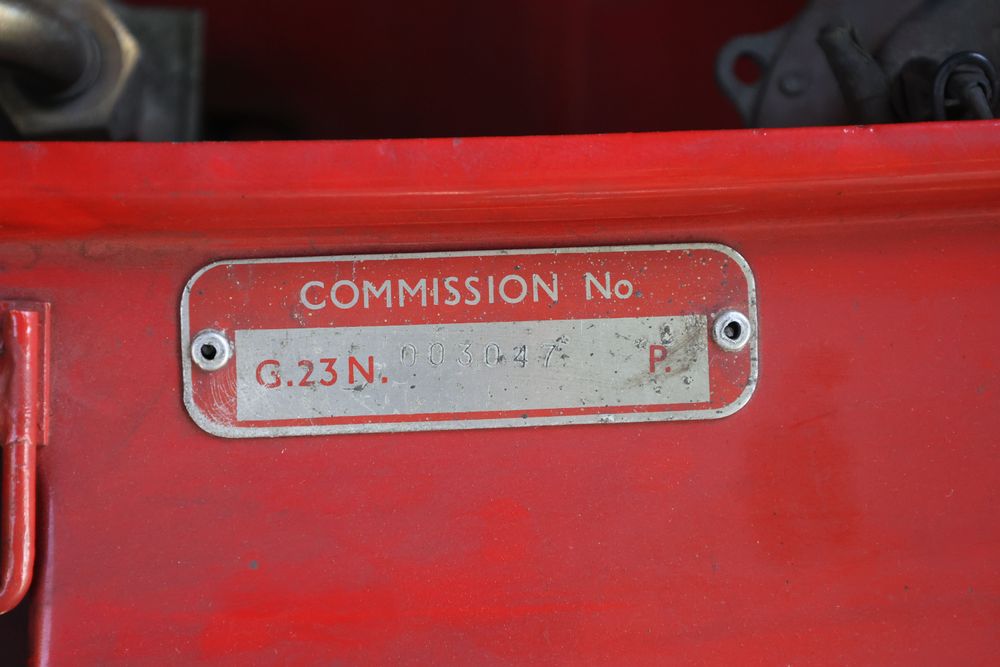 COMMISSION No
G.23N. 003047 P.